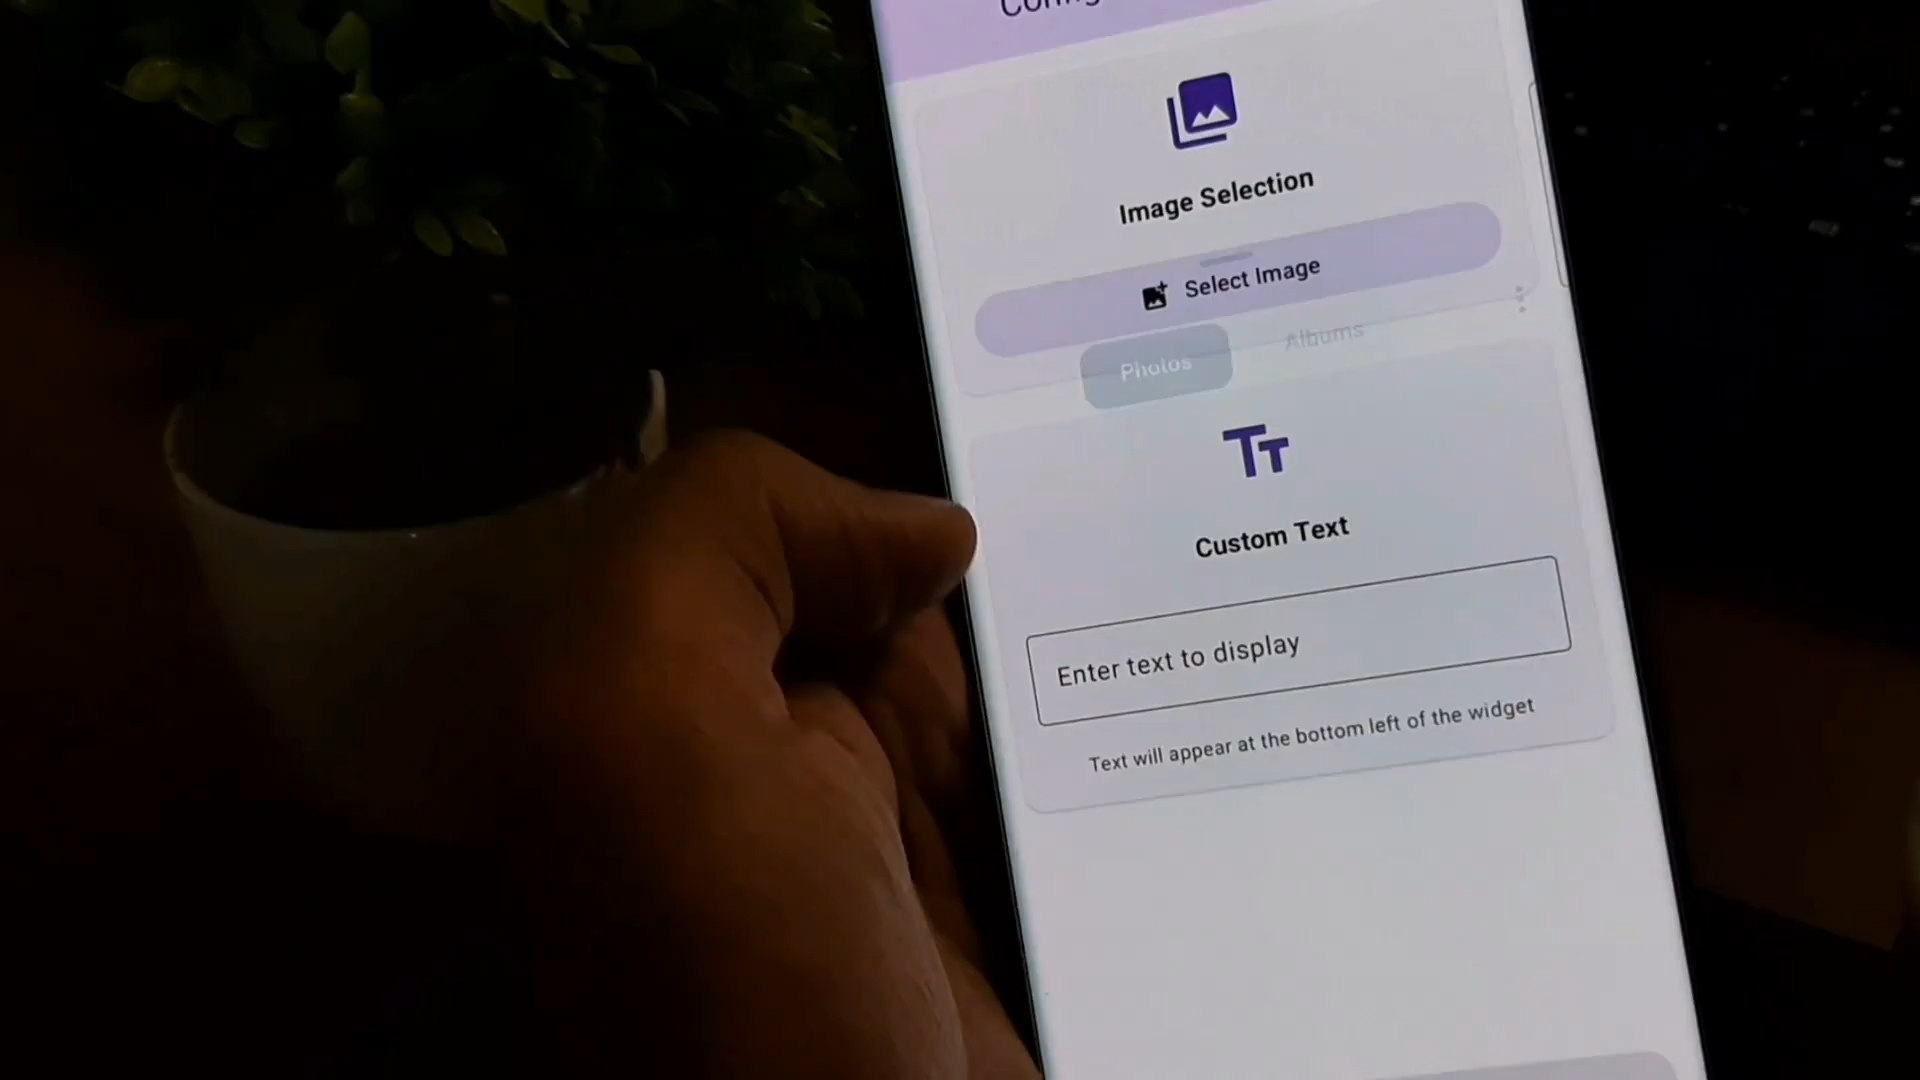 Image Selection
Select Image
Photos
Albums
Custom Text
Enter text to display
Text will appear at the bottom left of the widget